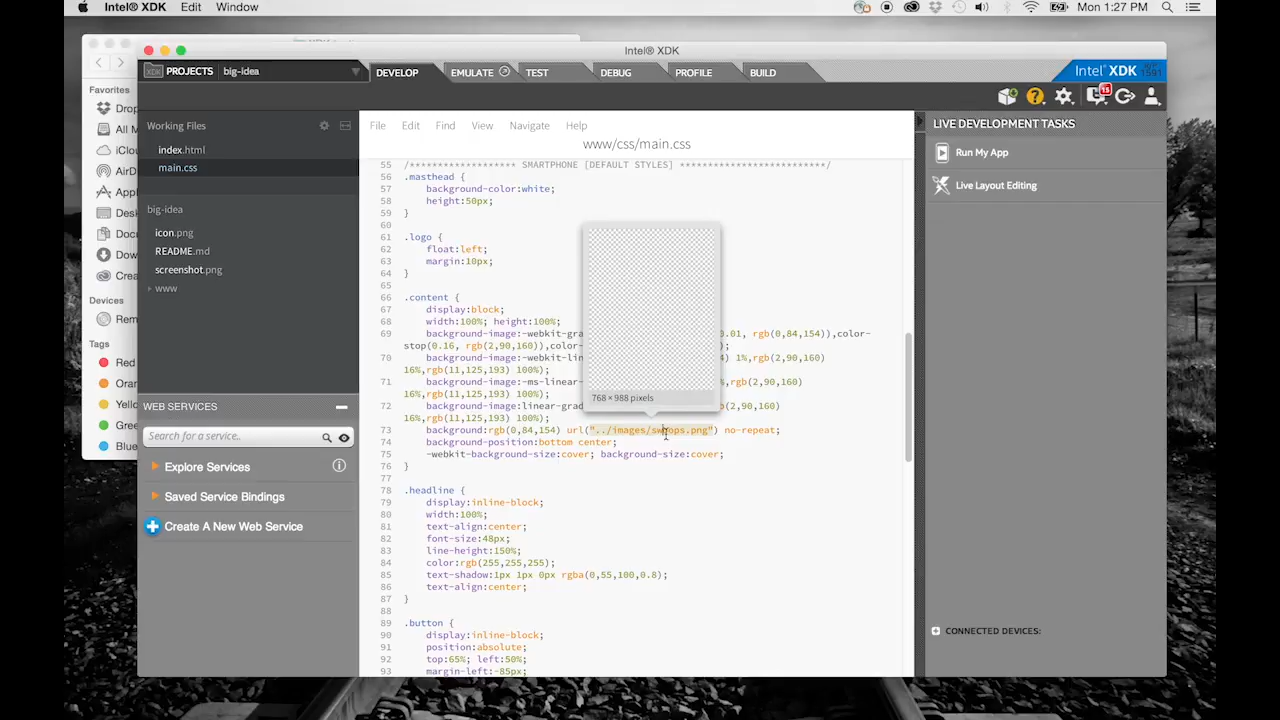 Intel® XDK Edit Window
Mon 1:27 PM
Intel® XDK
PROJECTS big-idea
DEVELOP EMULATE TEST DEBUG PROFILE BUILD
Intel® XDK
1591
15
Favorites
Drop
All M
iClou
AirD
Appl
Desk
Docu
Dow
Crea
Devices
Rem
Tags
Red
Oran
Yello
Gree
Blue
Working Files
index.html
main.css
big-idea
icon.png
README.md
screenshot.png
www
WEB SERVICES
Search for a service..
Explore Services
Saved Service Bindings
Create A New Web Service
File Edit Find View Navigate Help
www/css/main.css
55 /******************* SMARTPHONE [DEFAULT STYLES] **************************/
56 .masthead {
57 background-color:white;
58 height:50px;
59 }
60
61 .logo {
62 float:left;
63 margin:10px;
64 }
65
66 .content {
67 display:block;
68 width:100%; height:100%;
69 background-image:-webkit-gra 0.01, rgb(0,84,154)),color-
stop(0.16, rgb(2,90,160)),color- );
70 background-image:-webkit-lin ) 1%,rgb(2,90,160)
16%,rgb(11,125,193) 100%);
71 background-image:-ms-linear- ,rgb(2,90,160)
16%,rgb(11,125,193) 100%);
72 background-image:linear-grad (2,90,160)
16%,rgb(11,125,193) 100%);
73 background:rgb(0,84,154) url("../images/swoops.png") no-repeat;
74 background-position:bottom center;
75 -webkit-background-size:cover; background-size:cover;
76 }
77
78 .headline {
79 display:inline-block;
80 width:100%;
81 text-align:center;
82 font-size:48px;
83 line-height:150%;
84 color:rgb(255,255,255);
85 text-shadow:1px 1px 0px rgba(0,55,100,0.8);
86 text-align:center;
87 }
88
89 .button {
90 display:inline-block;
91 position:absolute;
92 top:65%; left:50%;
93 margin-left:-85px;
768 × 988 pixels
LIVE DEVELOPMENT TASKS
Run My App
Live Layout Editing
CONNECTED DEVICES: